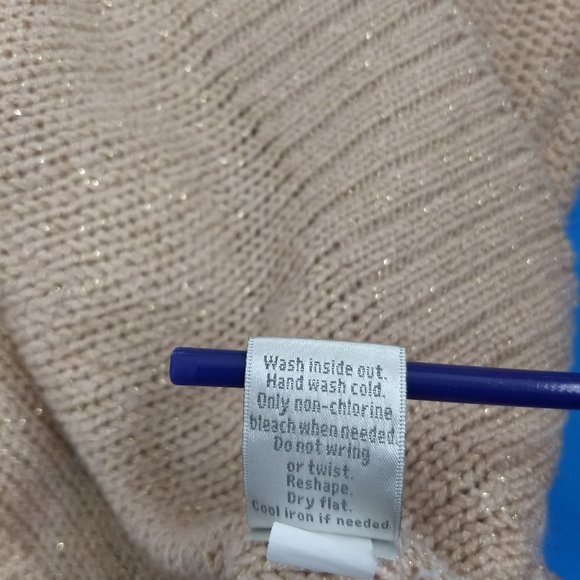 Wash inside out.
Hand wash cold.
Only non-chlorine
bleach when needed.
Do not wring
or twist.
Reshape.
Dry flat.
Cool iron if needed.